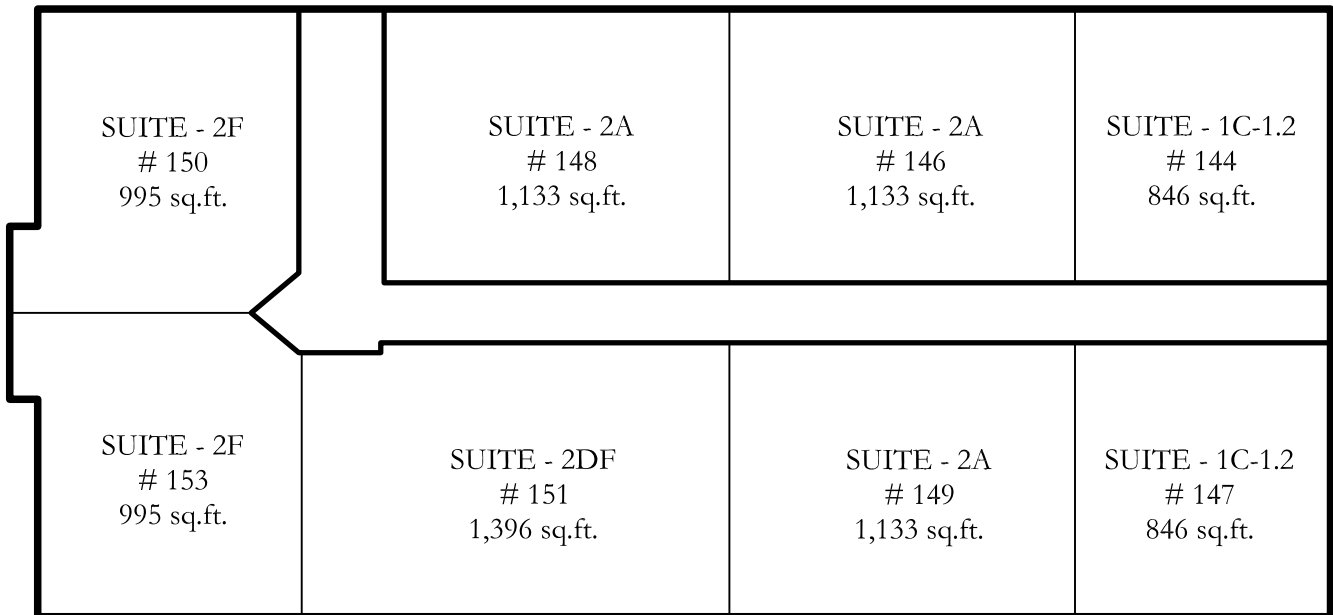 SUITE - 2F
# 150
995 sq.ft.
SUITE - 2A
# 148
1,133 sq.ft.
SUITE - 2A
# 146
1,133 sq.ft.
SUITE - 1C-1.2
# 144
846 sq.ft.
SUITE - 2F
# 153
995 sq.ft.
SUITE - 2DF
# 151
1,396 sq.ft.
SUITE - 2A
# 149
1,133 sq.ft.
SUITE - 1C-1.2
# 147
846 sq.ft.